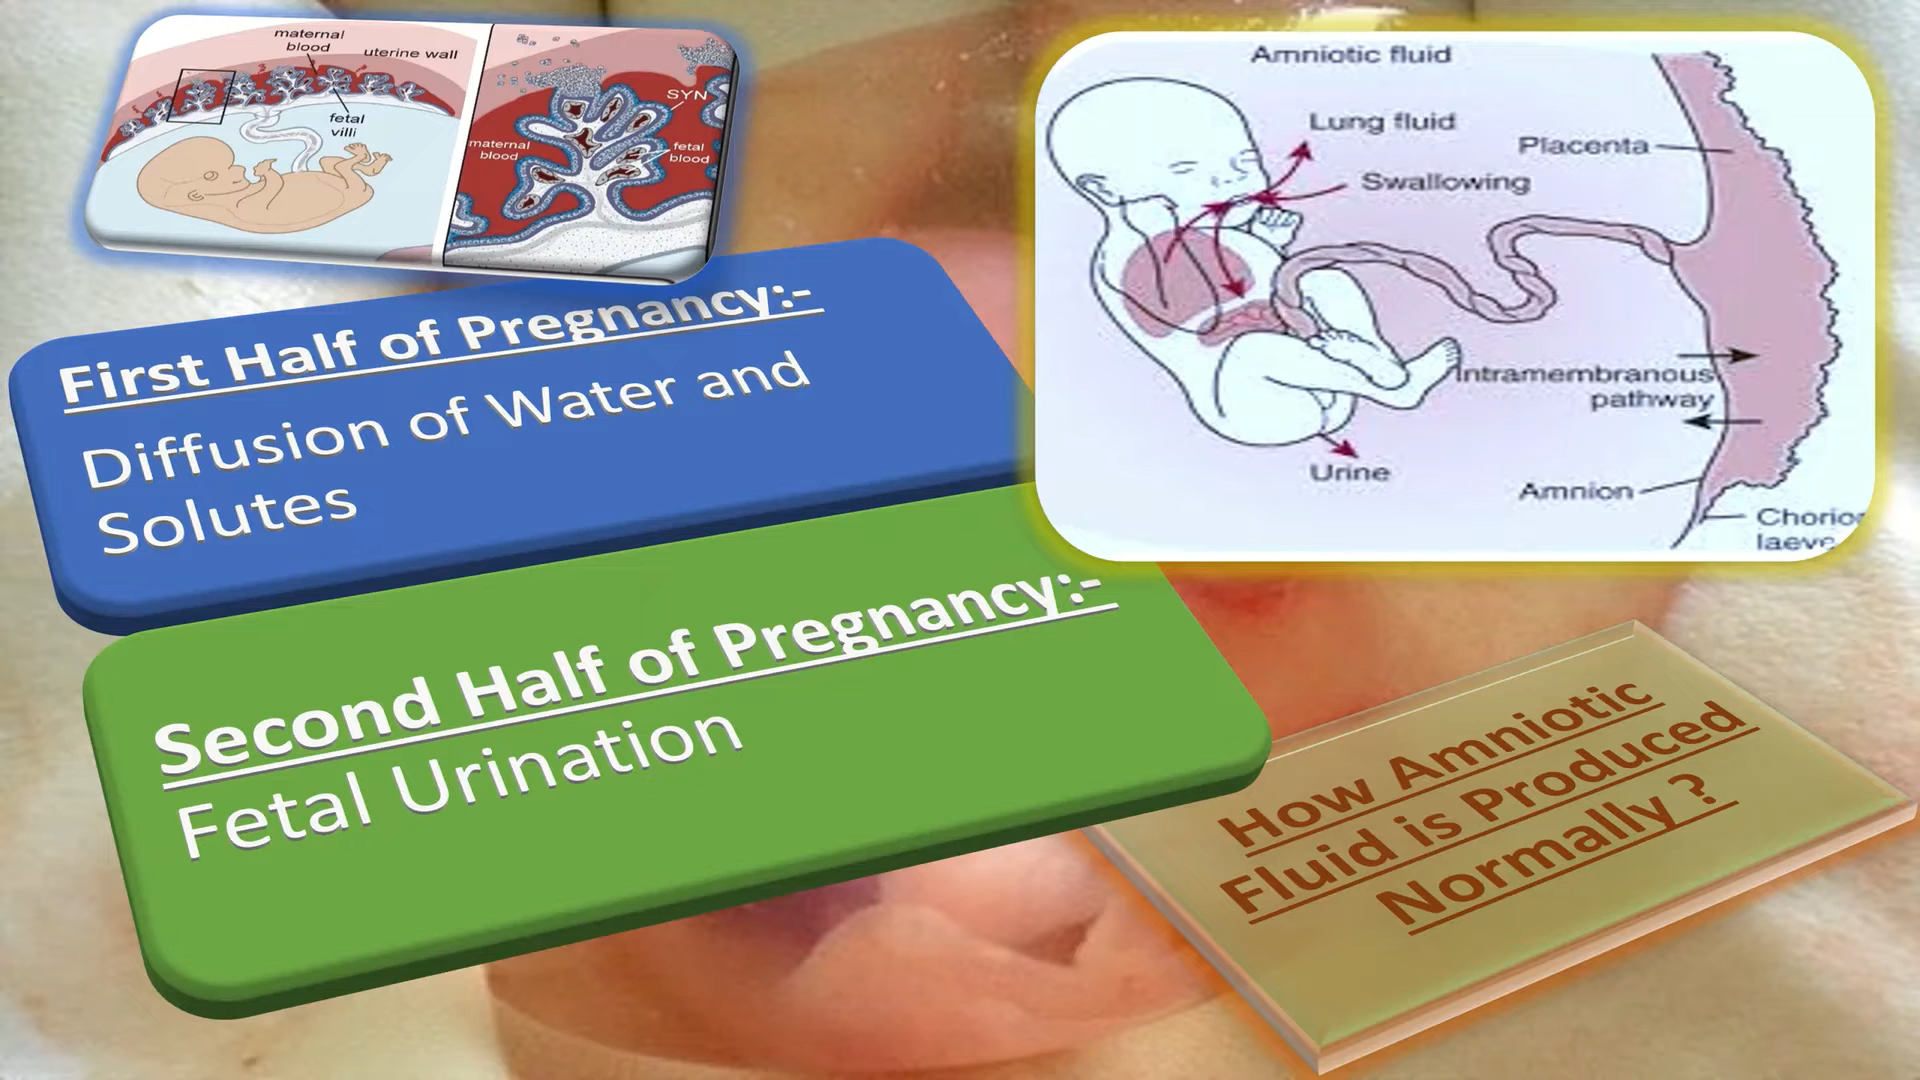 maternal
blood
uterine wall
fetal
villi
SYN
maternal
blood
fetal
blood
First Half of Pregnancy:-
Diffusion of Water and
Solutes
Second Half of Pregnancy:-
Fetal Urination
Amniotic fluid
Lung fluid
Placenta
Swallowing
Intramembranous
pathway
Urine
Amnion
How Amniotic
Fluid is Produced
Normally ?